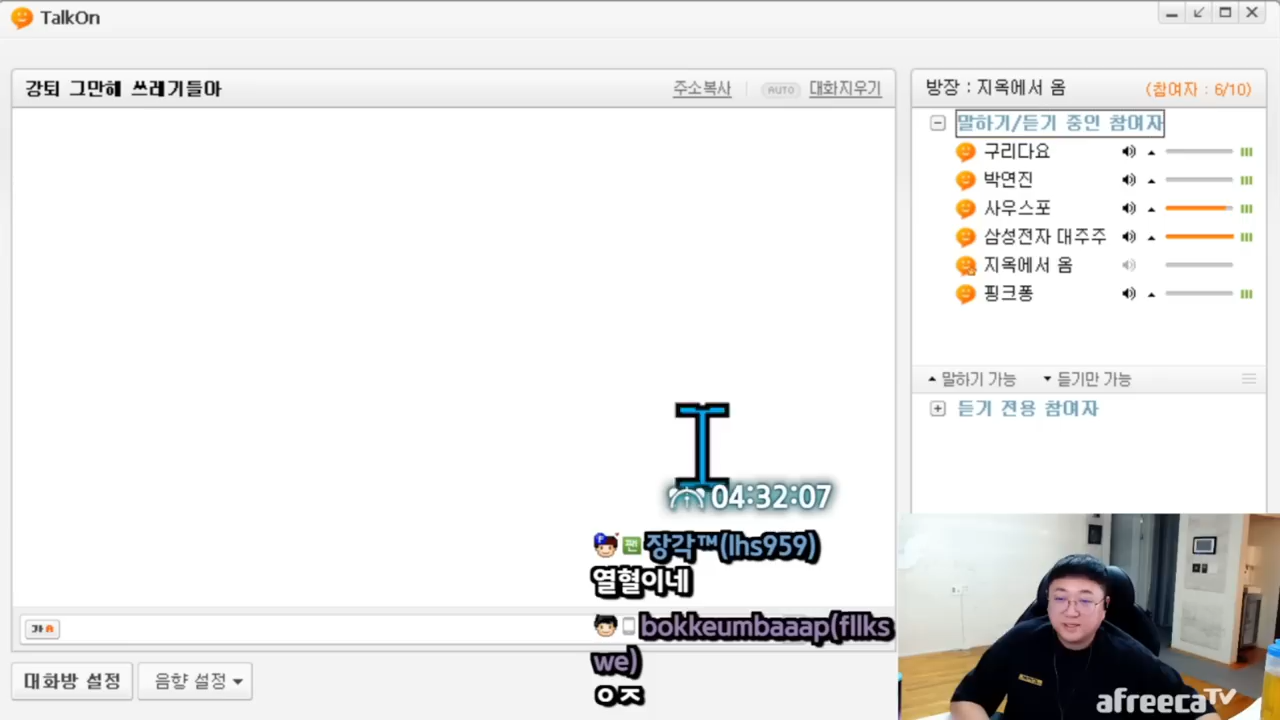 TalkOn
강퇴 그만해 쓰레기들아
주소복사
AUTO
대화지우기
방장 : 지옥에서 옴
(참여자 : 6/10)
말하기/듣기 중인 참여자
구리다요
박연진
사우스포
삼성전자 대주주
지옥에서 옴
핑크퐁
말하기 가능
듣기만 가능
듣기 전용 참여자
04:32:07
장각™(lhs959)
열혈이네
bokkeumbaaap(fllks
we)
ㅇㅈ
가
대화방 설정
음향 설정
afreecaTV